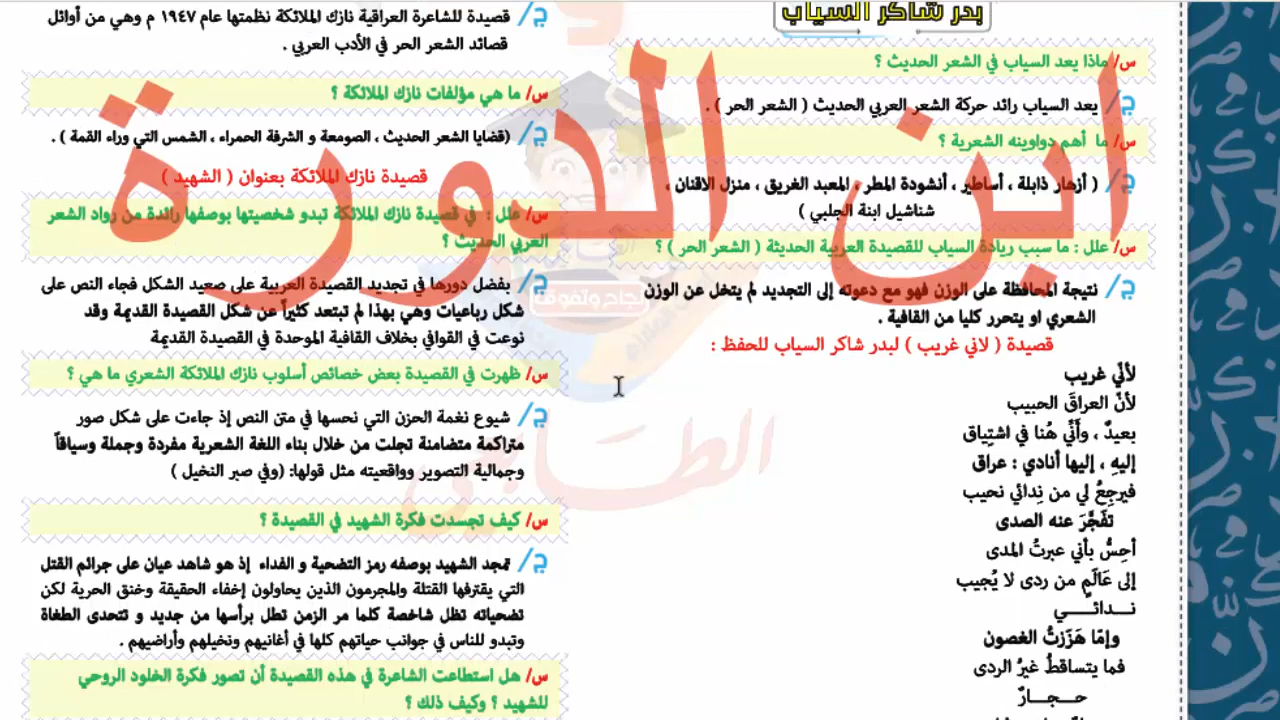 بدر شاكر السياب
س/ ماذا يعد السياب في الشعر الحديث ؟
ج/ يعد السياب رائد حركة الشعر العربي الحديث ( الشعر الحر ) .
س/ ما أهم دواوينه الشعرية ؟
ج/ ( أزهار ذابلة ، أساطير ، أنشودة المطر ، المعبد الغريق ، منزل الاقنان ،
شناشيل ابنة الجلبي )
س/ علل : ما سبب ريادة السياب للقصيدة العربية الحديثة ( الشعر الحر ) ؟
ج/ نتيجة المحافظة على الوزن فهو مع دعوته إلى التجديد لم يتخل عن الوزن
الشعري او يتحرر كليا من القافية .
قصيدة ( لاني غريب ) لبدر شاكر السياب للحفظ :
لأنّي غريب
لأنّ العراقَ الحبيب
بعيدٌ ، وأنّي هُنا في اشتِياق
إليهِ ، إليها أنادي : عراق
فيرجِعُ لي من نِدائي نحيب
تفَجَّرَ عنه الصدى
أحِسُّ بأني عبرتُ المدى
إلى عَالَمٍ من ردى لا يُجيب
نــدائــــي
وإمّا هَزَزتُ الغصون
فما يتساقطُ غيرُ الردى
حــجــارٌ
ج/ قصيدة للشاعرة العراقية نازك الملائكة نظمتها عام ١٩٤٧ م وهي من أوائل
قصائد الشعر الحر في الأدب العربي .
س/ ما هي مؤلفات نازك الملائكة ؟
ج/ (قضايا الشعر الحديث ، الصومعة و الشرفة الحمراء ، الشمس التي وراء القمة ) .
قصيدة نازك الملائكة بعنوان ( الشهيد )
س/ علل : في قصيدة نازك الملائكة تبدو شخصيتها بوصفها رائدة من رواد الشعر
العربي الحديث ؟
ج/ بفضل دورها في تجديد القصيدة العربية على صعيد الشكل فجاء النص على
شكل رباعيات وهي بهذا لم تبتعد كثيراً عن شكل القصيدة القديمة وقد
نوعت في القوافي بخلاف القافية الموحدة في القصيدة القديمة
س/ ظهرت في القصيدة بعض خصائص أسلوب نازك الملائكة الشعري ما هي ؟
ج/ شيوع نغمة الحزن التي نحسها في متن النص إذ جاءت على شكل صور
متراكمة متضامنة تجلت من خلال بناء اللغة الشعرية مفردة وجملة وسياقاً
وجمالية التصوير وواقعيته مثل قولها: (وفي صبر النخيل )
س/ كيف تجسدت فكرة الشهيد في القصيدة ؟
ج/ تمجد الشهيد بوصفه رمز التضحية و الفداء إذ هو شاهد عيان على جرائم القتل
التي يقترفها القتلة والمجرمون الذين يحاولون إخفاء الحقيقة وخنق الحرية لكن
تضحياته تظل شاخصة كلما مر الزمن تطل برأسها من جديد و تتحدى الطغاة
وتبدو للناس في جوانب حياتهم كلها في أغانيهم ونخيلهم وأراضيهم .
س/ هل استطاعت الشاعرة في هذه القصيدة أن تصور فكرة الخلود الروحي
للشهيد ؟ وكيف ذلك ؟
ابن الدورة
نجاح وتفوق